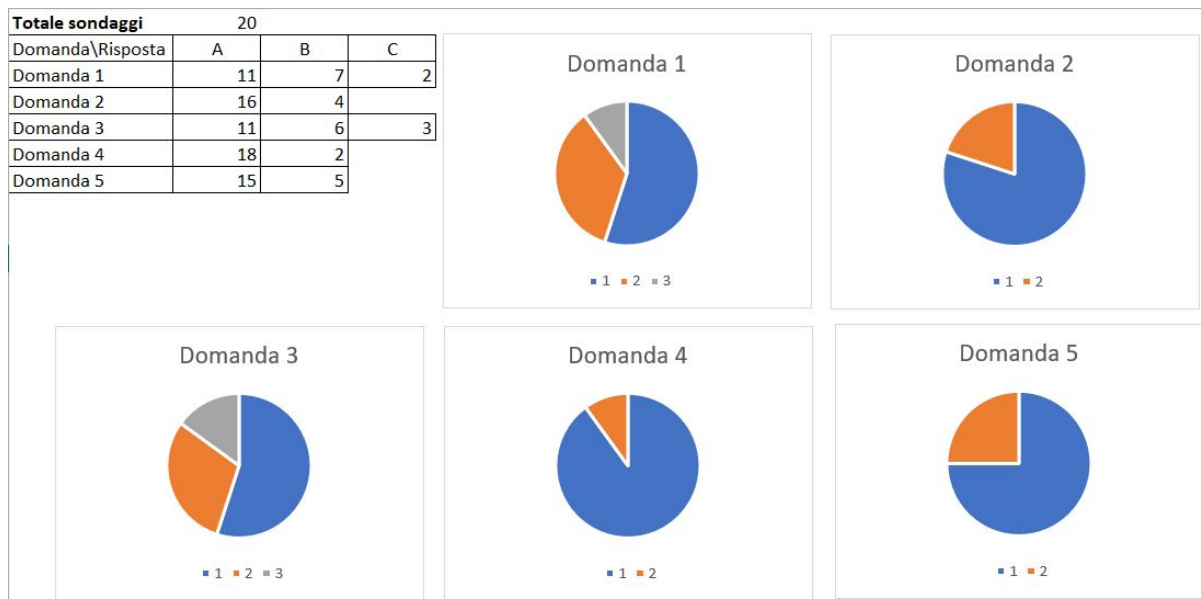 Totale sondaggi 20
Domanda\Risposta A B C
Domanda 1 11 7 2
Domanda 2 16 4
Domanda 3 11 6 3
Domanda 4 18 2
Domanda 5 15 5
Domanda 1
1 2 3
Domanda 2
1 2
Domanda 3
1 2 3
Domanda 4
1 2
Domanda 5
1 2